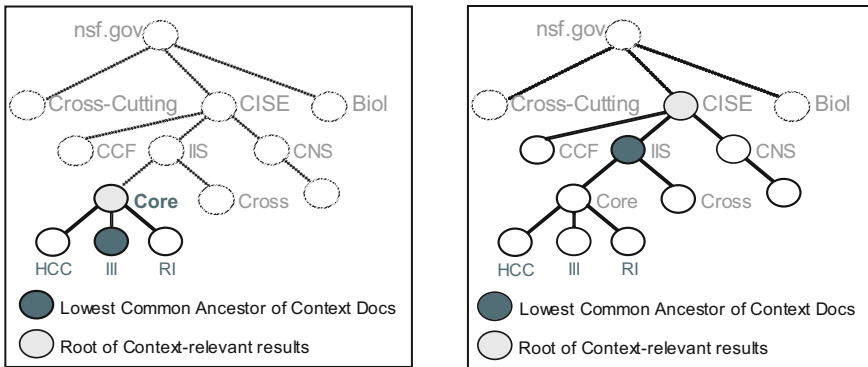 nsf.gov
Cross-Cutting CISE Biol
CCF IIS CNS
Core Cross
HCC III RI
Lowest Common Ancestor of Context Docs
Root of Context-relevant results
nsf.gov
Cross-Cutting CISE Biol
CCF IIS CNS
Core Cross
HCC III RI
Lowest Common Ancestor of Context Docs
Root of Context-relevant results